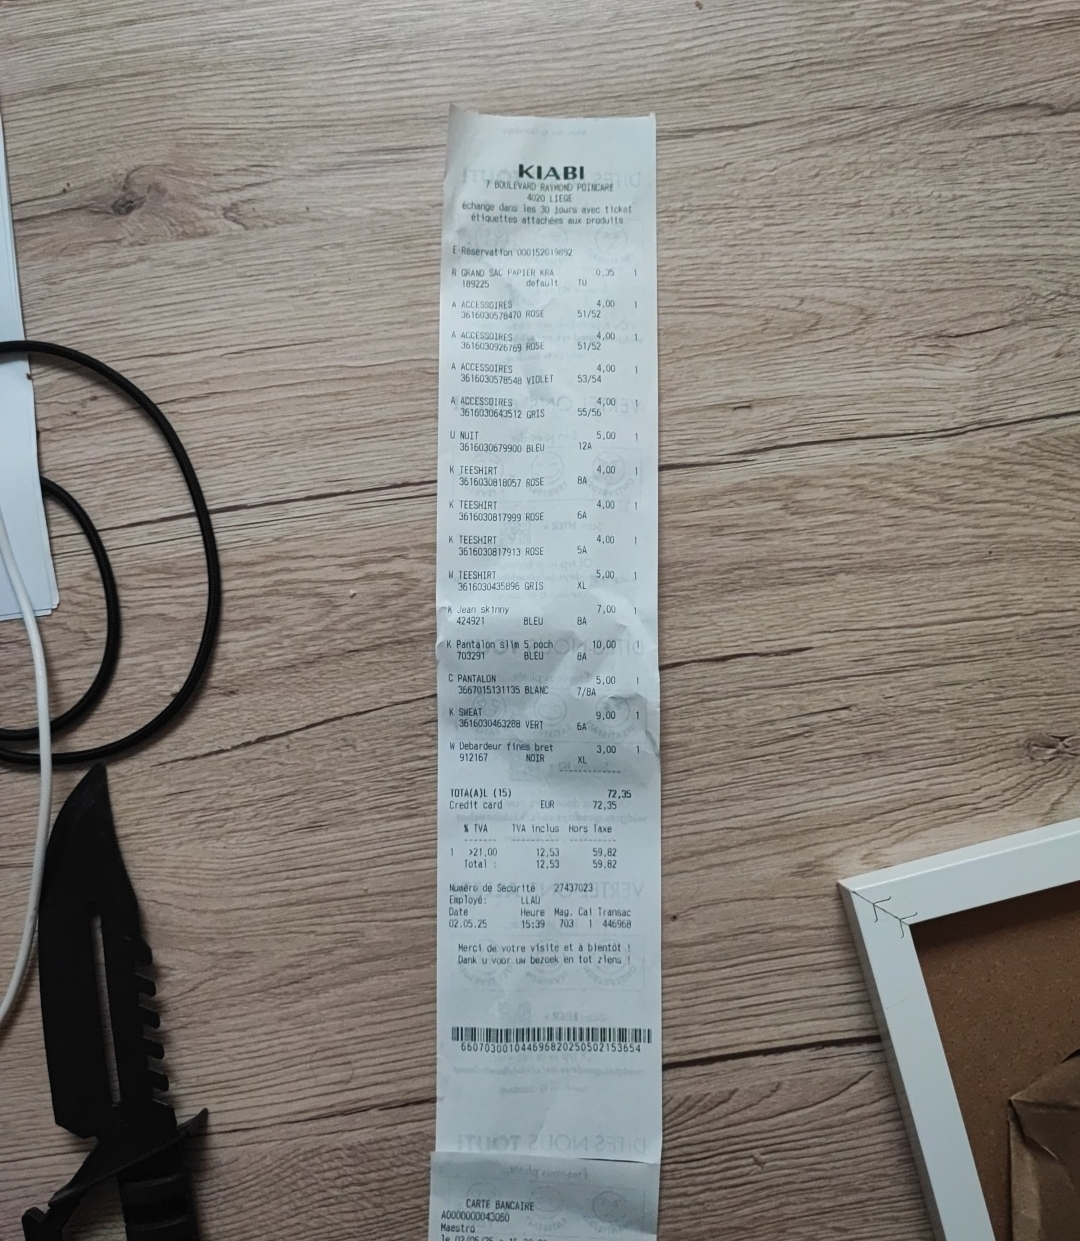 KIABI
7 BOULEVARD RAYMOND POINCARE
4020 LIEGE
échange dans les 30 jours avec ticket
étiquettes attachées aux produits
E-Réservation 000152019892
R GRAND SAC PAPIER KRA 0,35 1
189225 default TU
A ACCESSOIRES 4,00 1
3616030578470 ROSE 51/52
A ACCESSOIRES 4,00 1
3616030926769 ROSE 51/52
A ACCESSOIRES 4,00 1
3616030578548 VIOLET 53/54
A ACCESSOIRES 4,00 1
3616030643512 GRIS 55/56
U NUIT 5,00 1
3616030679900 BLEU 12A
K TEESHIRT 4,00 1
3616030818057 ROSE 8A
K TEESHIRT 4,00 1
3616030817999 ROSE 6A
K TEESHIRT 4,00 1
3616030817913 ROSE 5A
W TEESHIRT 5,00 1
3616030435896 GRIS XL
K Jean skinny 7,00 1
424921 BLEU 8A
K Pantalon slim 5 poch 10,00 1
703291 BLEU 8A
C PANTALON 5,00 1
3667015131135 BLANC 7/8A
K SWEAT 9,00 1
3616030463288 VERT 6A
W Debardeur fines bret 3,00 1
912167 NOIR XL
TOTA(A)L (15) 72,35
Credit card EUR 72,35
% TVA TVA inclus Hors Taxe
1 >21,00 12,53 59,82
Total : 12,53 59,82
Numéro de Sécurité 27437023
Employé: LLAU
Date Heure Mag. Cai Transac
02.05.25 15:39 703 1 446968
Merci de votre visite et à bientôt !
Dank u voor uw bezoek en tot ziens !
660703001044696820250502153654
DITES NOUS TOUT!
CARTE BANCAIRE
A0000000043060
Maestro